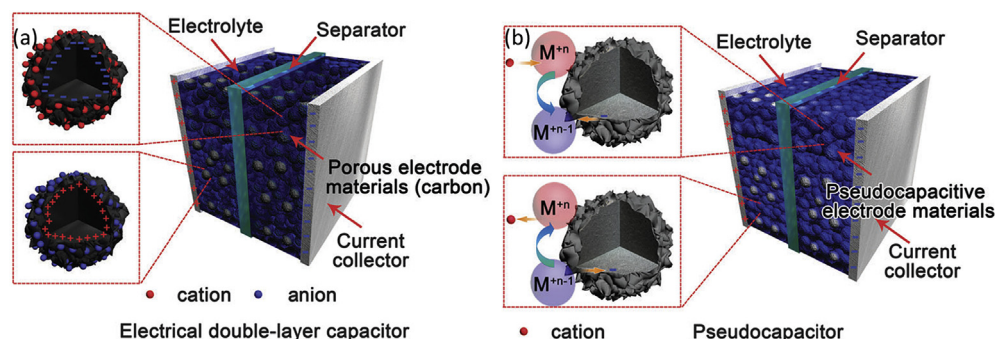 (a)
Electrolyte
Separator
Porous electrode
materials (carbon)
Current
collector
cation
anion
Electrical double-layer capacitor
(b)
M+n
M+n-1
Electrolyte
Separator
M+n
M+n-1
Pseudocapacitive
electrode materials
Current
collector
cation
Pseudocapacitor